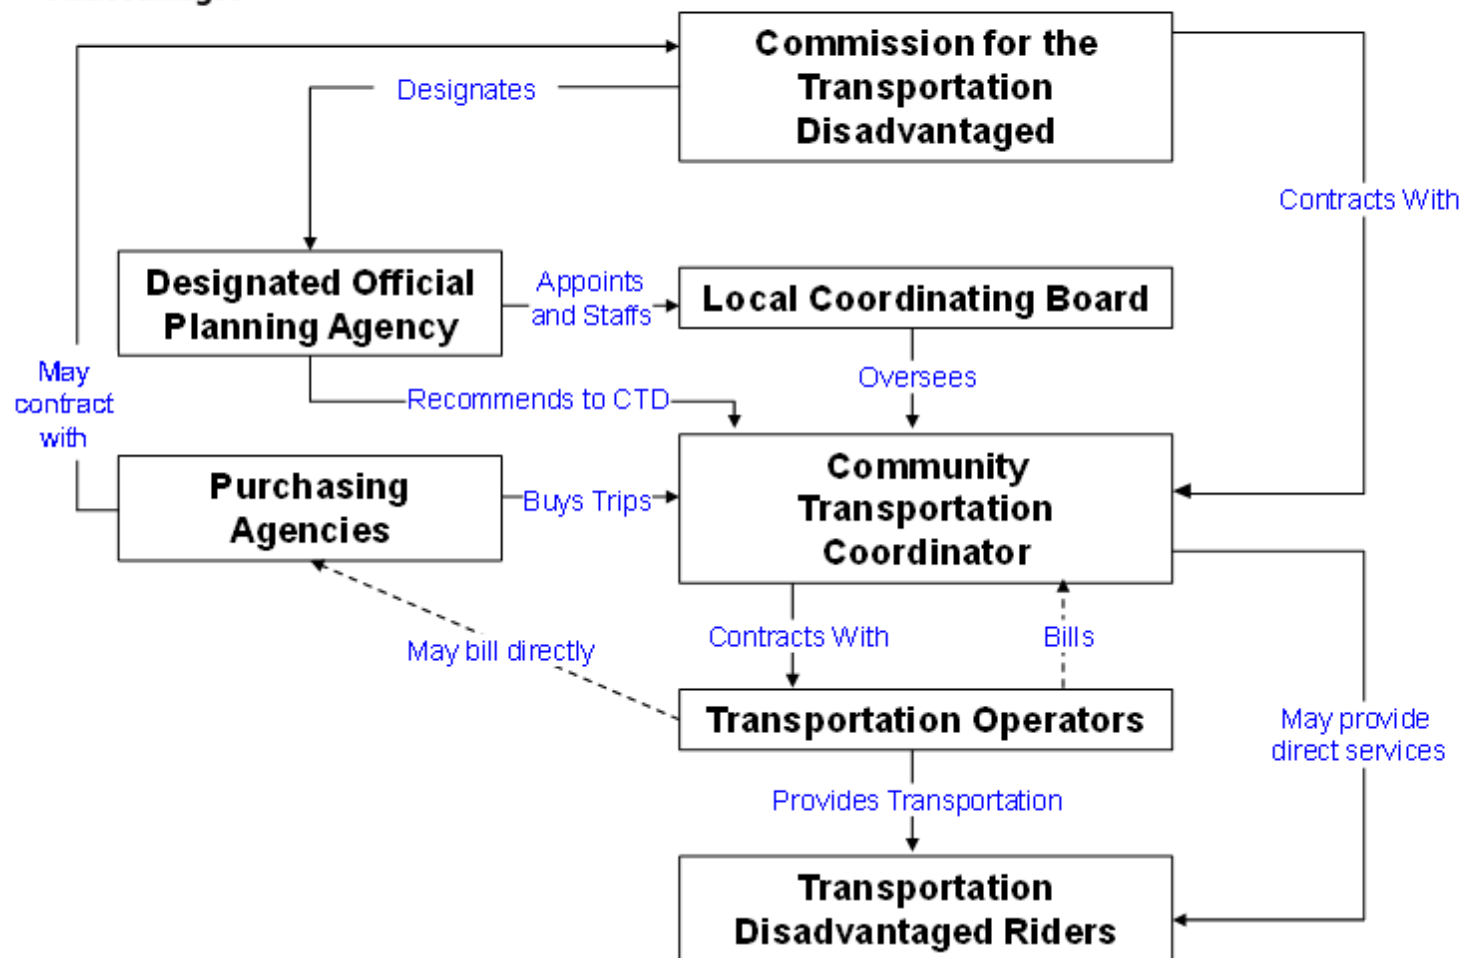 Commission for the
Transportation
Disadvantaged
Designates
Contracts With
Designated Official
Planning Agency
Appoints
and Staffs
Local Coordinating Board
May
contract
with
Recommends to CTD
Oversees
Purchasing
Agencies
Buys Trips
Community
Transportation
Coordinator
May bill directly
Contracts With
Bills
Transportation Operators
May provide
direct services
Provides Transportation
Transportation
Disadvantaged Riders